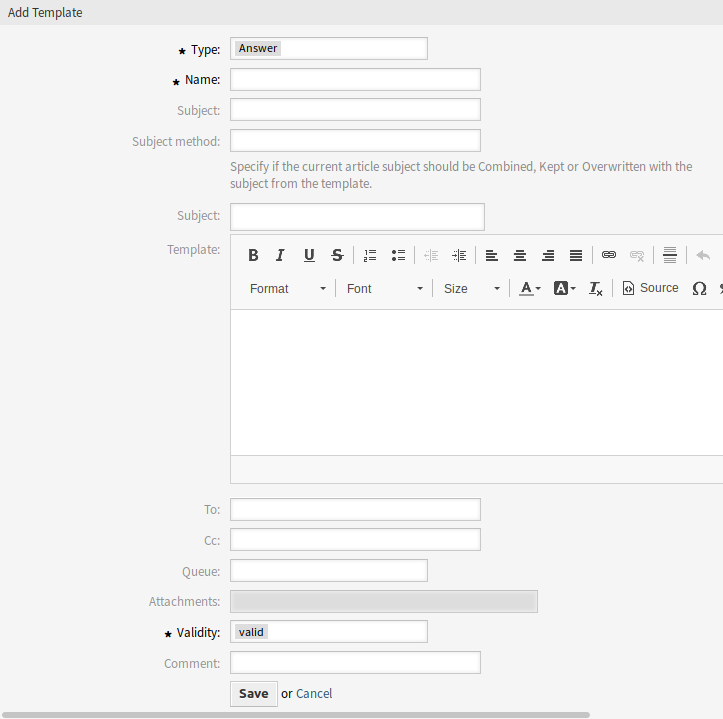 Add Template
★ Type: Answer
★ Name:
Subject:
Subject method:
Specify if the current article subject should be Combined, Kept or Overwritten with the
subject from the template.
Subject:
Template: B I U S
Format Font Size A A Tx Source Ω
To:
Cc:
Queue:
Attachments:
★ Validity: valid
Comment:
Save or Cancel